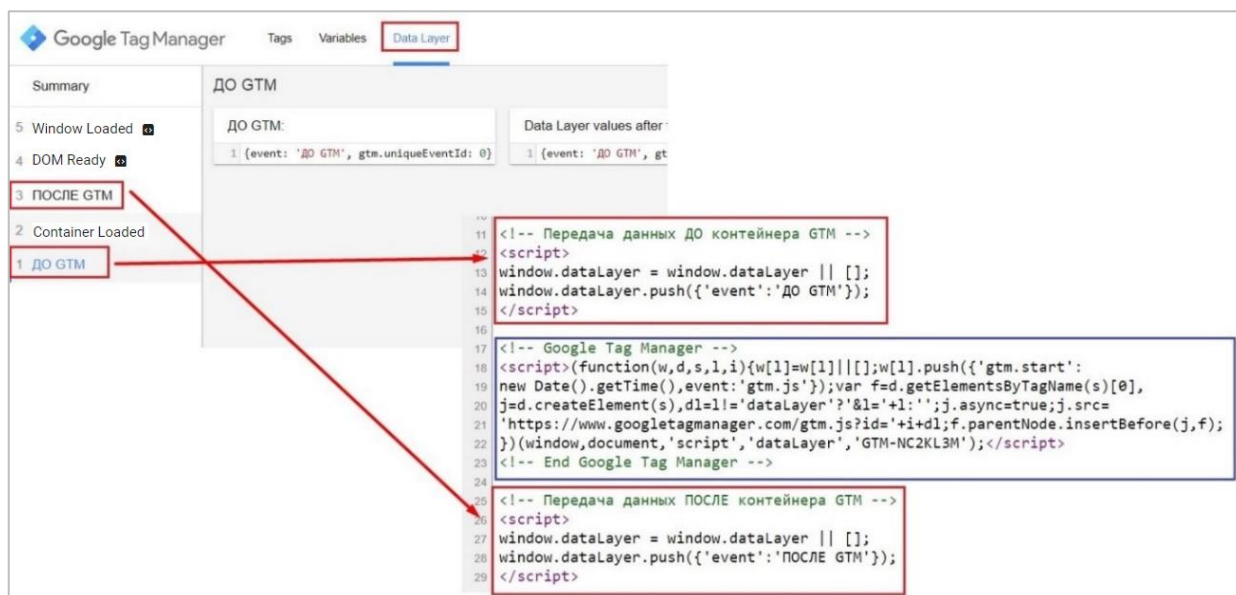 Google Tag Manager Tags Variables Data Layer
Summary
5 Window Loaded
4 DOM Ready
3 ПОСЛЕ GTM
2 Container Loaded
1 ДО GTM
ДО GTM
ДО GTM:
1 {event: 'ДО GTM', gtm.uniqueEventId: 0}
Data Layer values after
1 {event: 'ДО GTM', gt
11 <!-- Передача данных ДО контейнера GTM -->
12 <script>
13 window.dataLayer = window.dataLayer || [];
14 window.dataLayer.push({'event':'ДО GTM'});
15 </script>
16
17 <!-- Google Tag Manager -->
18 <script>(function(w,d,s,l,i){w[l]=w[l]||[];w[l].push({'gtm.start':
19 new Date().getTime(),event:'gtm.js'});var f=d.getElementsByTagName(s)[0],
20 j=d.createElement(s),dl=l!='dataLayer'?'&l='+l:'';j.async=true;j.src=
21 'https://www.googletagmanager.com/gtm.js?id='+i+dl;f.parentNode.insertBefore(j,f);
22 })(window,document,'script','dataLayer','GTM-NC2KL3M');</script>
23 <!-- End Google Tag Manager -->
24
25 <!-- Передача данных ПОСЛЕ контейнера GTM -->
26 <script>
27 window.dataLayer = window.dataLayer || [];
28 window.dataLayer.push({'event':'ПОСЛЕ GTM'});
29 </script>